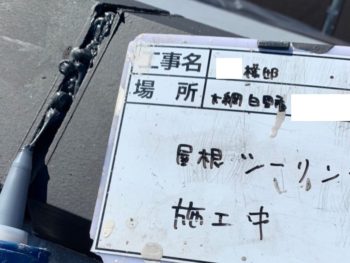 工事名 様邸
場所 大網白里市
屋根シーリン
施工中